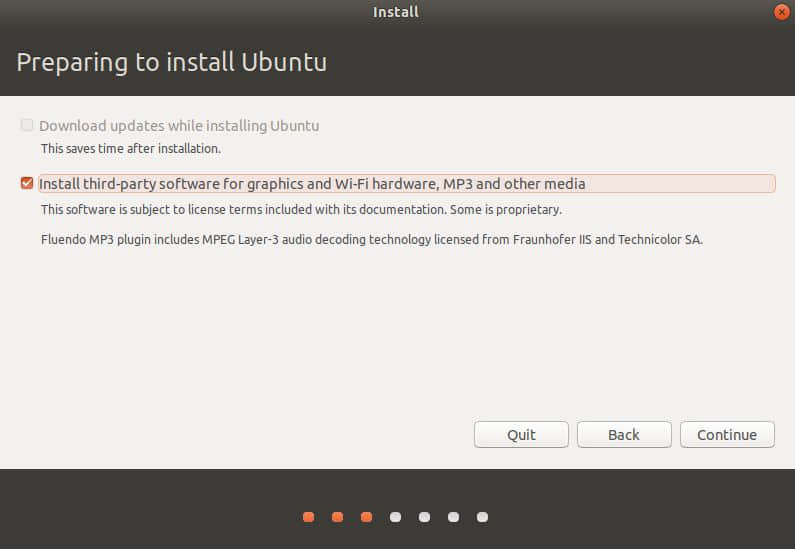 Install
Preparing to install Ubuntu
Download updates while installing Ubuntu
This saves time after installation.
Install third-party software for graphics and Wi-Fi hardware, MP3 and other media
This software is subject to license terms included with its documentation. Some is proprietary.
Fluendo MP3 plugin includes MPEG Layer-3 audio decoding technology licensed from Fraunhofer IIS and Technicolor SA.
Quit Back Continue